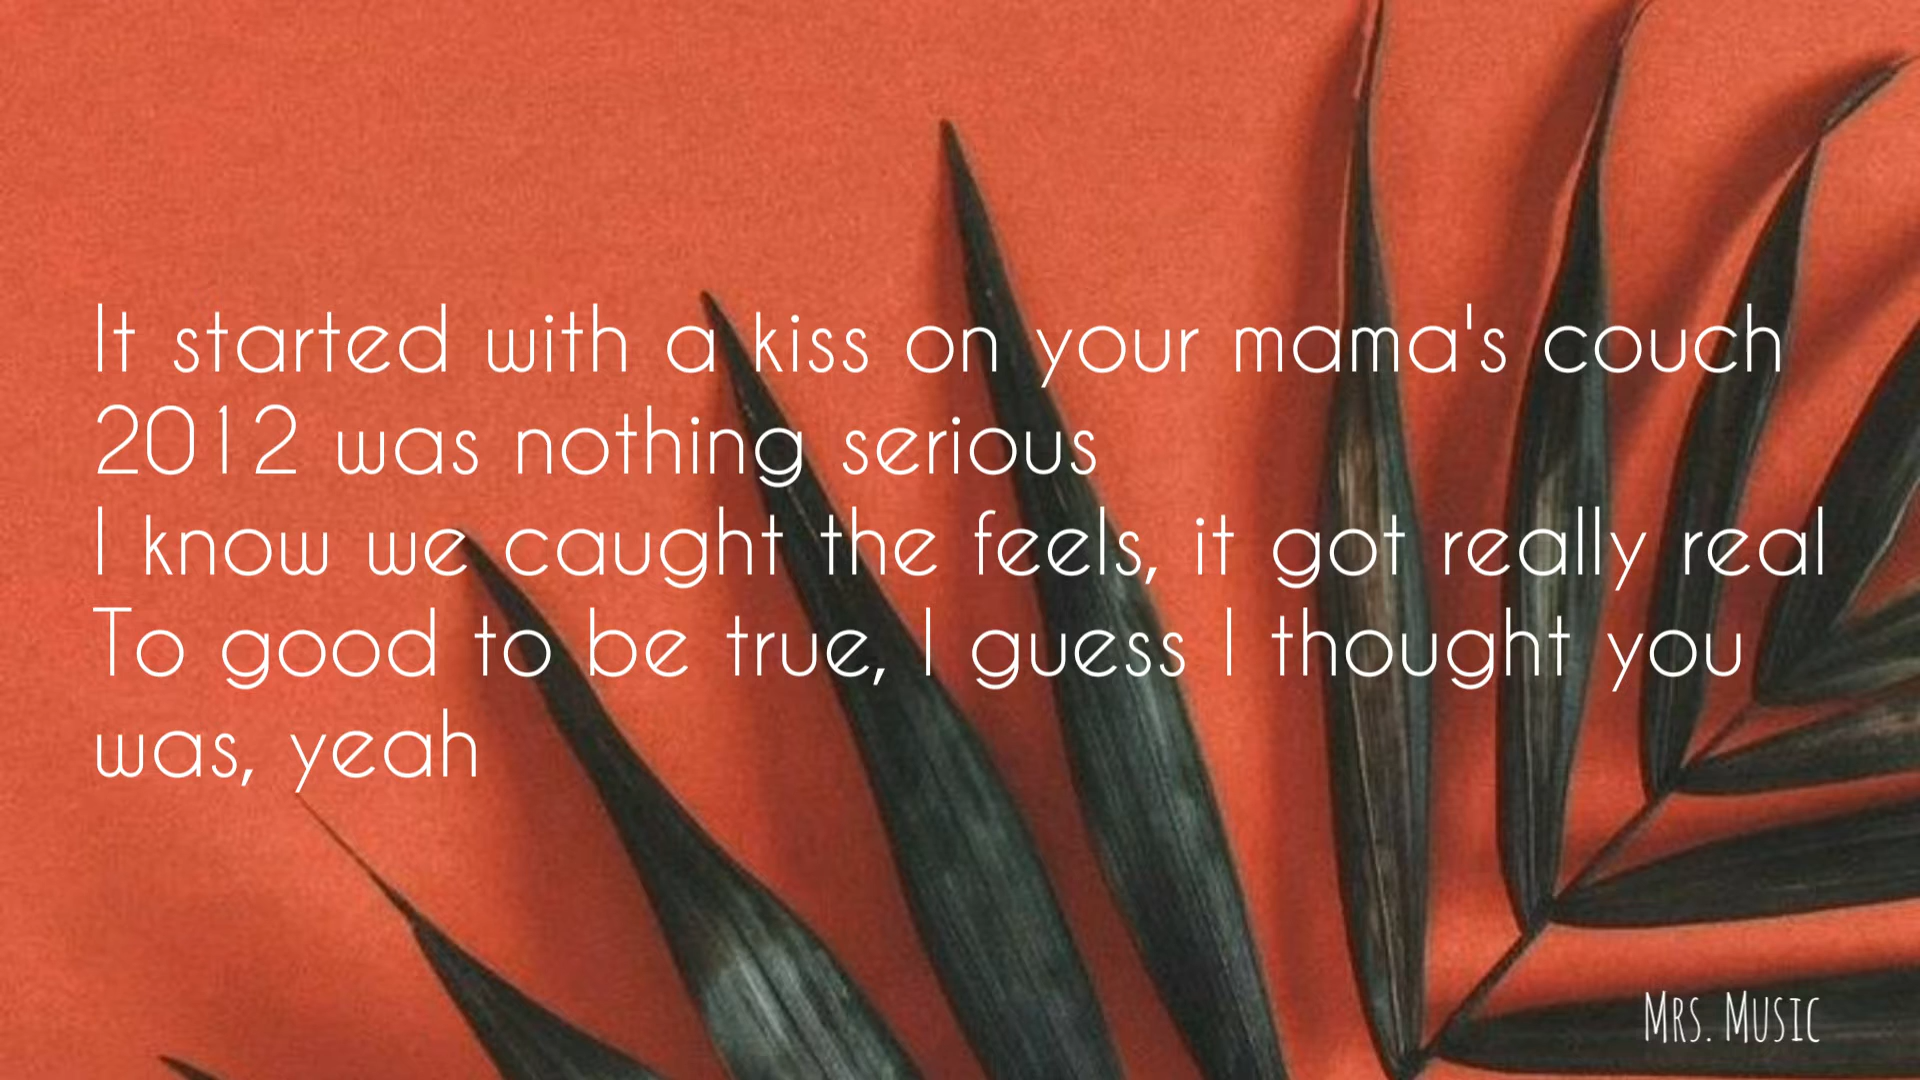 It started with a kiss on your mama's couch
2012 was nothing serious
I know we caught the feels, it got really real
To good to be true, I guess I thought you
was, yeah
Mrs. Music